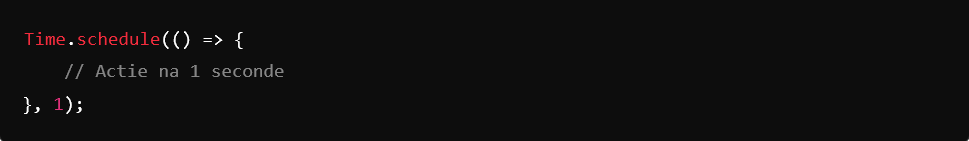 Time.schedule(() => {
    // Actie na 1 seconde
}, 1);